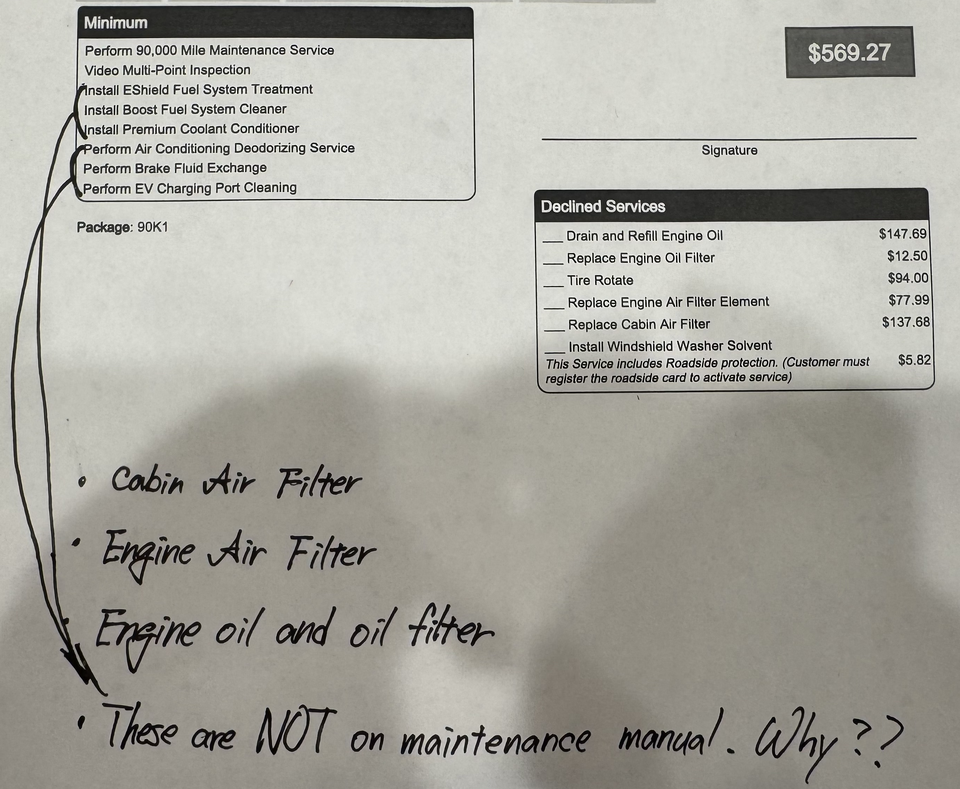 Minimum
Perform 90,000 Mile Maintenance Service
Video Multi-Point Inspection
Install EShield Fuel System Treatment
Install Boost Fuel System Cleaner
Install Premium Coolant Conditioner
Perform Air Conditioning Deodorizing Service
Perform Brake Fluid Exchange
Perform EV Charging Port Cleaning
Package: 90K1
$569.27
Signature
Declined Services
___ Drain and Refill Engine Oil $147.69
___ Replace Engine Oil Filter $12.50
___ Tire Rotate $94.00
___ Replace Engine Air Filter Element $77.99
___ Replace Cabin Air Filter $137.68
___ Install Windshield Washer Solvent
This Service includes Roadside protection. (Customer must $5.82
register the roadside card to activate service)
• Cabin Air Filter
• Engine Air Filter
• Engine oil and oil filter
• These are NOT on maintenance manual. Why??